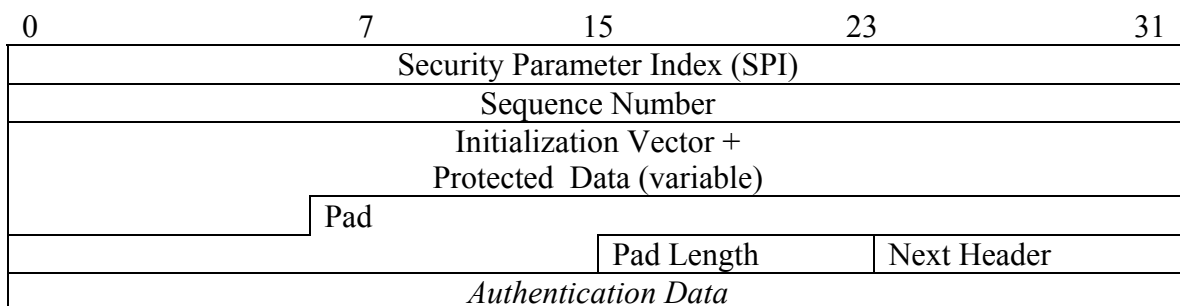 0 7 15 23 31
Security Parameter Index (SPI)
Sequence Number
Initialization Vector +
Protected Data (variable)
Pad
Pad Length Next Header
Authentication Data